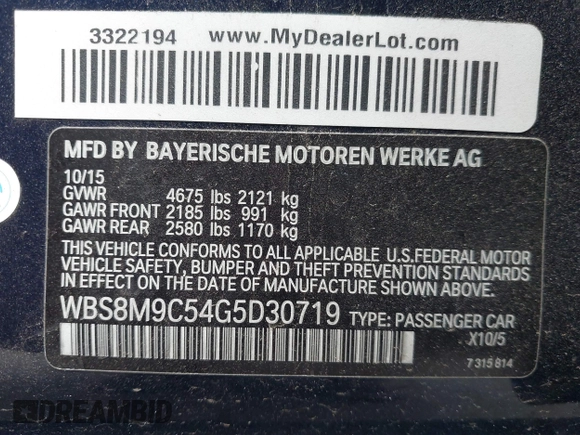 3322194 www.MyDealerLot.com
MFD BY BAYERISCHE MOTOREN WERKE AG
10/15
GVWR 4675 lbs 2121 kg
GAWR FRONT 2185 lbs 991 kg
GAWR REAR 2580 lbs 1170 kg
THIS VEHICLE CONFORMS TO ALL APPLICABLE U.S.FEDERAL MOTOR
VEHICLE SAFETY, BUMPER AND THEFT PREVENTION STANDARDS
IN EFFECT ON THE DATE OF MANUFACTURE SHOWN ABOVE.
WBS8M9C54G5D30719 TYPE: PASSENGER CAR
X10/5
7 315 814
DREAMBID